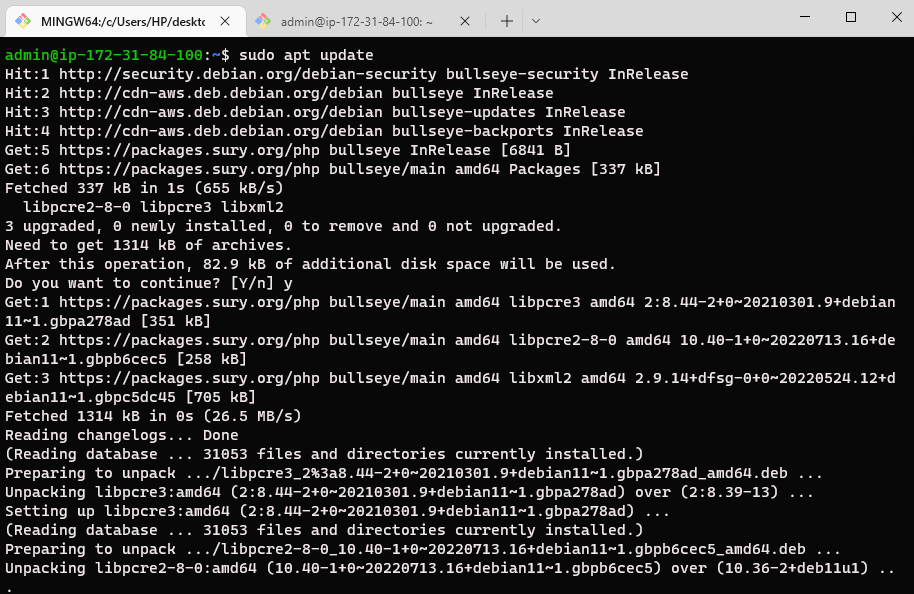 MINGW64:/c/Users/HP/deskto
admin@ip-172-31-84-100: ~
admin@ip-172-31-84-100:~$ sudo apt update
Hit:1 http://security.debian.org/debian-security bullseye-security InRelease
Hit:2 http://cdn-aws.deb.debian.org/debian bullseye InRelease
Hit:3 http://cdn-aws.deb.debian.org/debian bullseye-updates InRelease
Hit:4 http://cdn-aws.deb.debian.org/debian bullseye-backports InRelease
Get:5 https://packages.sury.org/php bullseye InRelease [6841 B]
Get:6 https://packages.sury.org/php bullseye/main amd64 Packages [337 kB]
Fetched 337 kB in 1s (655 kB/s)
libpcre2-8-0 libpcre3 libxml2
3 upgraded, 0 newly installed, 0 to remove and 0 not upgraded.
Need to get 1314 kB of archives.
After this operation, 82.9 kB of additional disk space will be used.
Do you want to continue? [Y/n] y
Get:1 https://packages.sury.org/php bullseye/main amd64 libpcre3 amd64 2:8.44-2+0~20210301.9+debian
11~1.gbpa278ad [351 kB]
Get:2 https://packages.sury.org/php bullseye/main amd64 libpcre2-8-0 amd64 10.40-1+0~20220713.16+de
bian11~1.gbpb6cec5 [258 kB]
Get:3 https://packages.sury.org/php bullseye/main amd64 libxml2 amd64 2.9.14+dfsg-0+0~20220524.12+d
ebian11~1.gbpc5dc45 [705 kB]
Fetched 1314 kB in 0s (26.5 MB/s)
Reading changelogs... Done
(Reading database ... 31053 files and directories currently installed.)
Preparing to unpack .../libpcre3_2%3a8.44-2+0~20210301.9+debian11~1.gbpa278ad_amd64.deb ...
Unpacking libpcre3:amd64 (2:8.44-2+0~20210301.9+debian11~1.gbpa278ad) over (2:8.39-13) ...
Setting up libpcre3:amd64 (2:8.44-2+0~20210301.9+debian11~1.gbpa278ad) ...
(Reading database ... 31053 files and directories currently installed.)
Preparing to unpack .../libpcre2-8-0_10.40-1+0~20220713.16+debian11~1.gbpb6cec5_amd64.deb ...
Unpacking libpcre2-8-0:amd64 (10.40-1+0~20220713.16+debian11~1.gbpb6cec5) over (10.36-2+deb11u1) ..
.